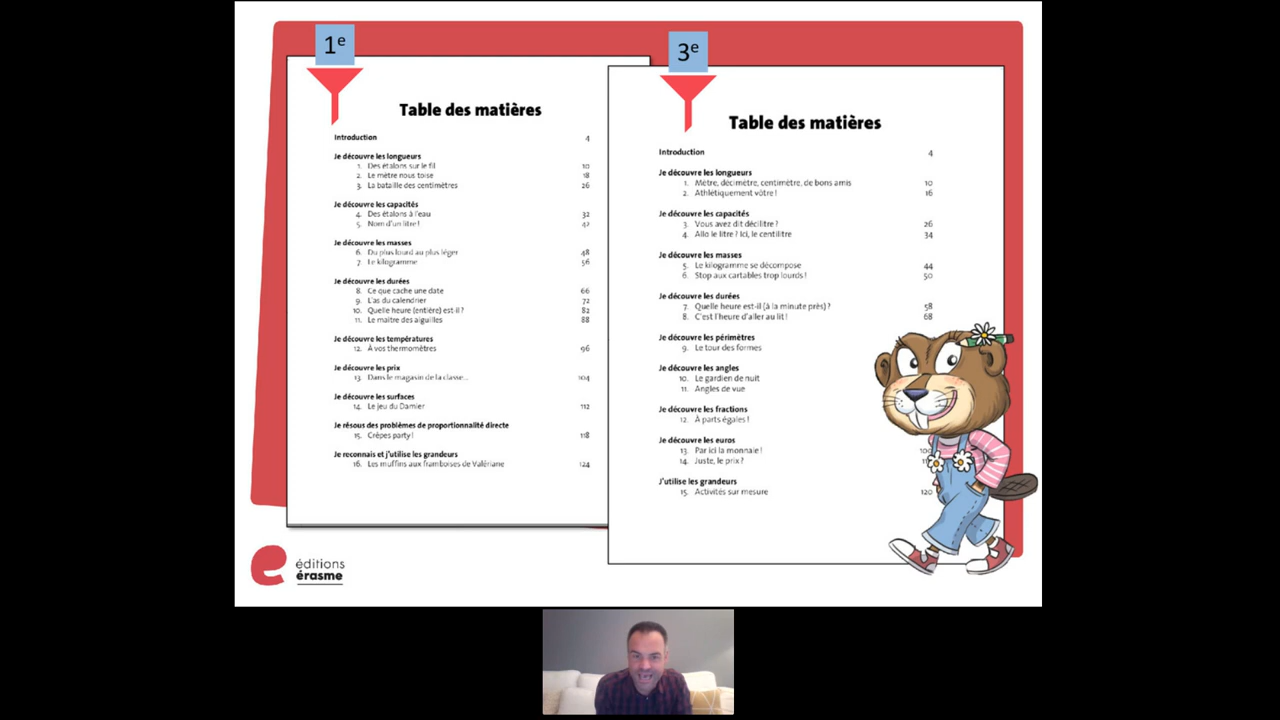 1e
Table des matières
Introduction 4
Je découvre les longueurs
1. Des étalons sur le fil 10
2. Le mètre nous toise 18
3. La bataille des centimètres 26
Je découvre les capacités
4. Des étalons à l'eau 32
5. Nom d'un litre ! 42
Je découvre les masses
6. Du plus lourd au plus léger 48
7. Le kilogramme 56
Je découvre les durées
8. Ce que cache une date 66
9. L'as du calendrier 72
10. Quelle heure (entière) est-il ? 82
11. Le maitre des aiguilles 88
Je découvre les températures
12. À vos thermomètres 96
Je découvre les prix
13. Dans le magasin de la classe... 104
Je découvre les surfaces
14. Le jeu du Damier 112
Je résous des problèmes de proportionnalité directe
15. Crêpes party ! 118
Je reconnais et j'utilise les grandeurs
16. Les muffins aux framboises de Valériane 124
3e
Table des matières
Introduction 4
Je découvre les longueurs
1. Mètre, décimètre, centimètre, de bons amis 10
2. Athlétiquement vôtre ! 16
Je découvre les capacités
3. Vous avez dit décilitre ? 26
4. Allo le litre ? Ici, le centilitre 34
Je découvre les masses
5. Le kilogramme se décompose 44
6. Stop aux cartables trop lourds ! 50
Je découvre les durées
7. Quelle heure est-il (à la minute près) ? 58
8. C'est l'heure d'aller au lit ! 68
Je découvre les périmètres
9. Le tour des formes
Je découvre les angles
10. Le gardien de nuit
11. Angles de vue
Je découvre les fractions
12. À parts égales !
Je découvre les euros
13. Par ici la monnaie !
14. Juste, le prix ?
J'utilise les grandeurs
15. Activités sur mesure 120
éditions
érasme